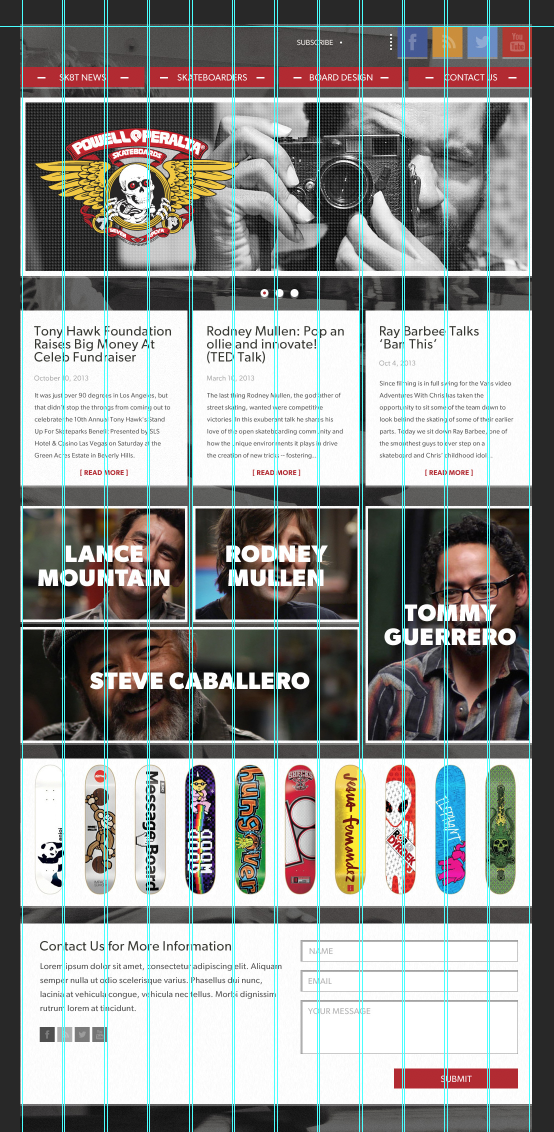 SUBSCRIBE
You
Tube
SK8T NEWS
SKATEBOARDERS
BOARD DESIGN
CONTACT US
POWELL PERALTA
SKATEBOARDS
Tony Hawk Foundation
Raises Big Money At
Celeb Fundraiser
October 10, 2013
It was just over 90 degrees in Los Angeles, but
that didn't stop the throngs from coming out to
celebrate the 10th Annual Tony Hawk's Stand
Up For Skateparks Benefit Presented by SLS
Hotel & Casino Las Vegas on Saturday at the
Green Acres Estate in Beverly Hills.
[ READ MORE ]
Rodney Mullen: Pop an
ollie and innovate!
(TED Talk)
March 10, 2013
The last thing Rodney Mullen, the godfather of
street skating, wanted were competitive
victories. In this exuberant talk he shares his
love of the open skateboarding community and
how the unique environments it plays in drive
the creation of new tricks -- fostering...
[ READ MORE ]
Ray Barbee Talks
‘Ban This’
Oct 4, 2013
Since filming is in full swing for the Vans video
Adventures With Chris has taken the
opportunity to sit some of the team down to
look behind the skating of some of their earlier
parts. Today we sit down Ray Barbee, one of
the smoothest guys to ever step on a
skateboard and Chris' childhood idol...
[ READ MORE ]
LANCE
MOUNTAIN
RODNEY
MULLEN
TOMMY
GUERRERO
STEVE CABALLERO
Message Board
hungover
Jesus Fernandez
ELEPHANT
Contact Us for More Information
Lorem ipsum dolor sit amet, consectetur adipiscing elit. Aliquam
semper nulla ut odio scelerisque varius. Phasellus dui nunc,
lacinia at vehicula congue, vehicula nec tellus. Morbi dignissim
rutrum lorem at tincidunt.
NAME
EMAIL
YOUR MESSAGE
SUBMIT